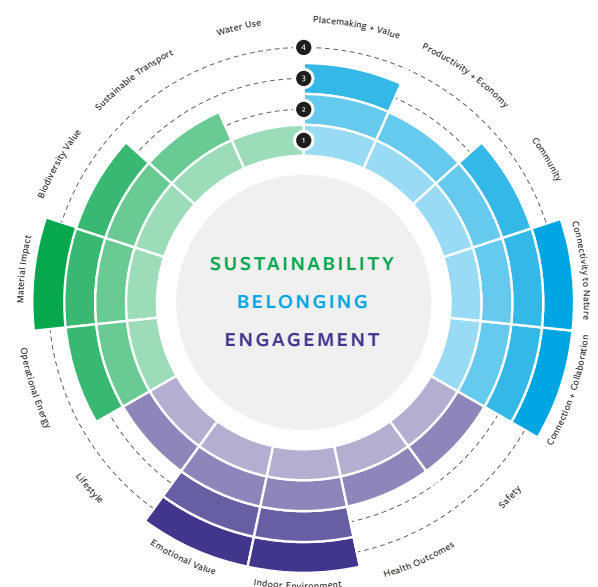 Placemaking + Value
Productivity + Economy
Community
Connectivity to Nature
Connection + Collaboration
Safety
Health Outcomes
Indoor Environment
Emotional Value
Lifestyle
Operational Energy
Material Impact
Biodiversity Value
Sustainable Transport
Water Use
4
3
2
1
SUSTAINABILITY
BELONGING
ENGAGEMENT